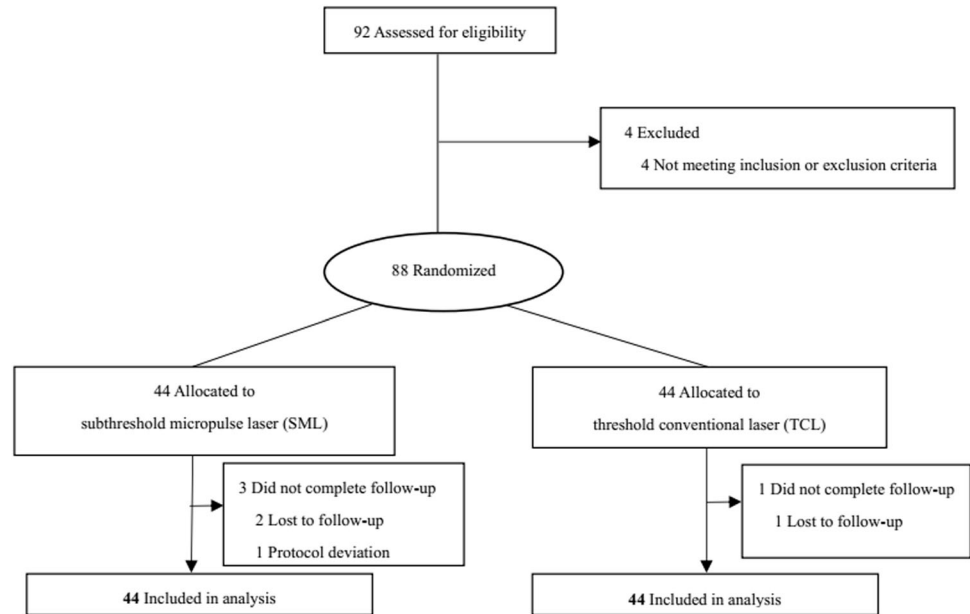 92 Assessed for eligibility
4 Excluded
4 Not meeting inclusion or exclusion criteria
88 Randomized
44 Allocated to
subthreshold micropulse laser (SML)
44 Allocated to
threshold conventional laser (TCL)
3 Did not complete follow-up
2 Lost to follow-up
1 Protocol deviation
1 Did not complete follow-up
1 Lost to follow-up
44 Included in analysis
44 Included in analysis